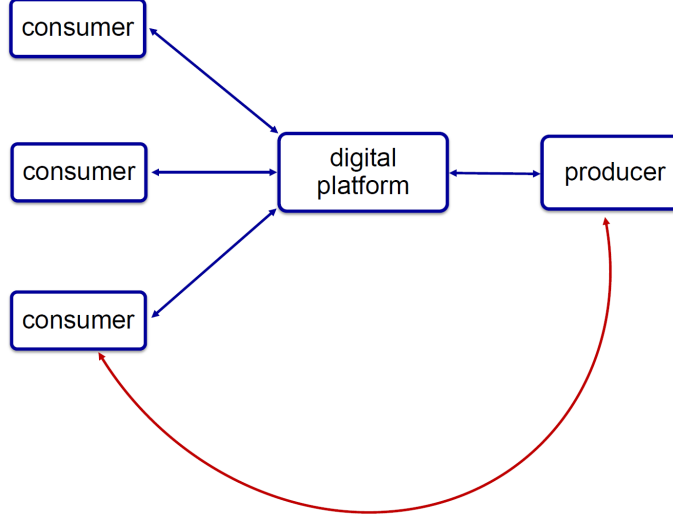 consumer
consumer
digital
platform
producer
consumer